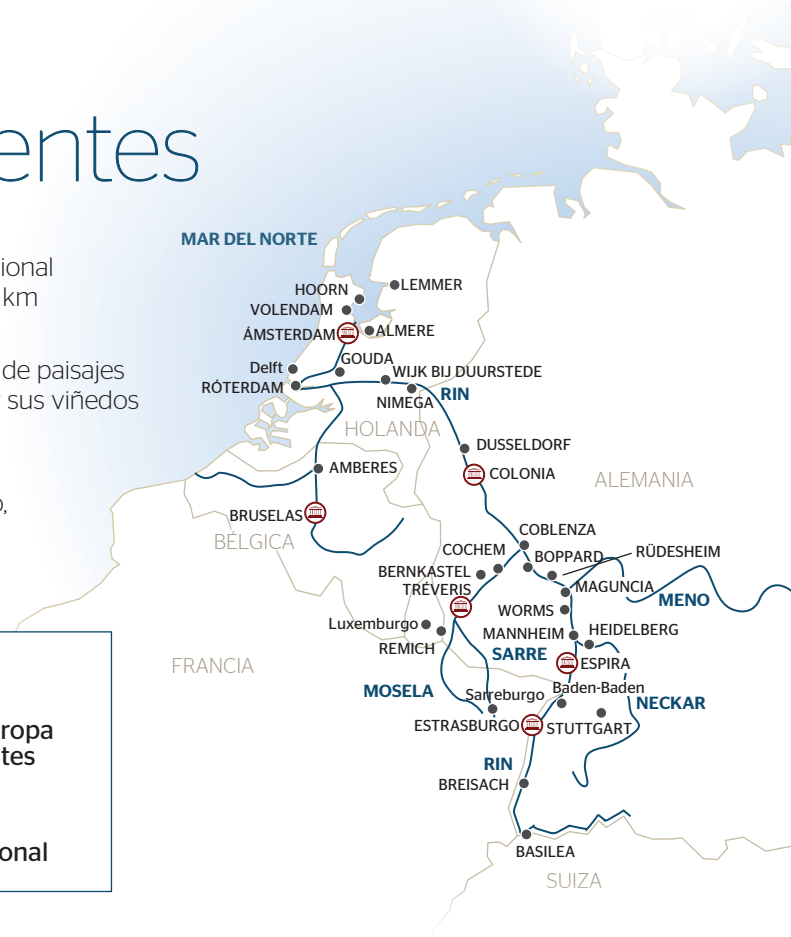 entes
ional
km
de paisajes
sus viñedos
MAR DEL NORTE
HOORN
LEMMER
VOLENDAM
ÁMSTERDAM
ALMERE
Delft
GOUDA
RÓTERDAM
WIJK BIJ DUURSTEDE
NIMEGA
RIN
HOLANDA
DUSSELDORF
AMBERES
COLONIA
ALEMANIA
BRUSELAS
BÉLGICA
COBLENZA
COCHEM
BOPPARD
RÜDESHEIM
BERNKASTEL
TRÉVERIS
MAGUNCIA
MENO
WORMS
Luxemburgo
MANNHEIM
HEIDELBERG
REMICH
SARRE
ESPIRA
FRANCIA
MOSELA
Sarreburgo
Baden-Baden
NECKAR
ESTRASBURGO
STUTTGART
RIN
BREISACH
BASILEA
SUIZA
ropa
tes
onal